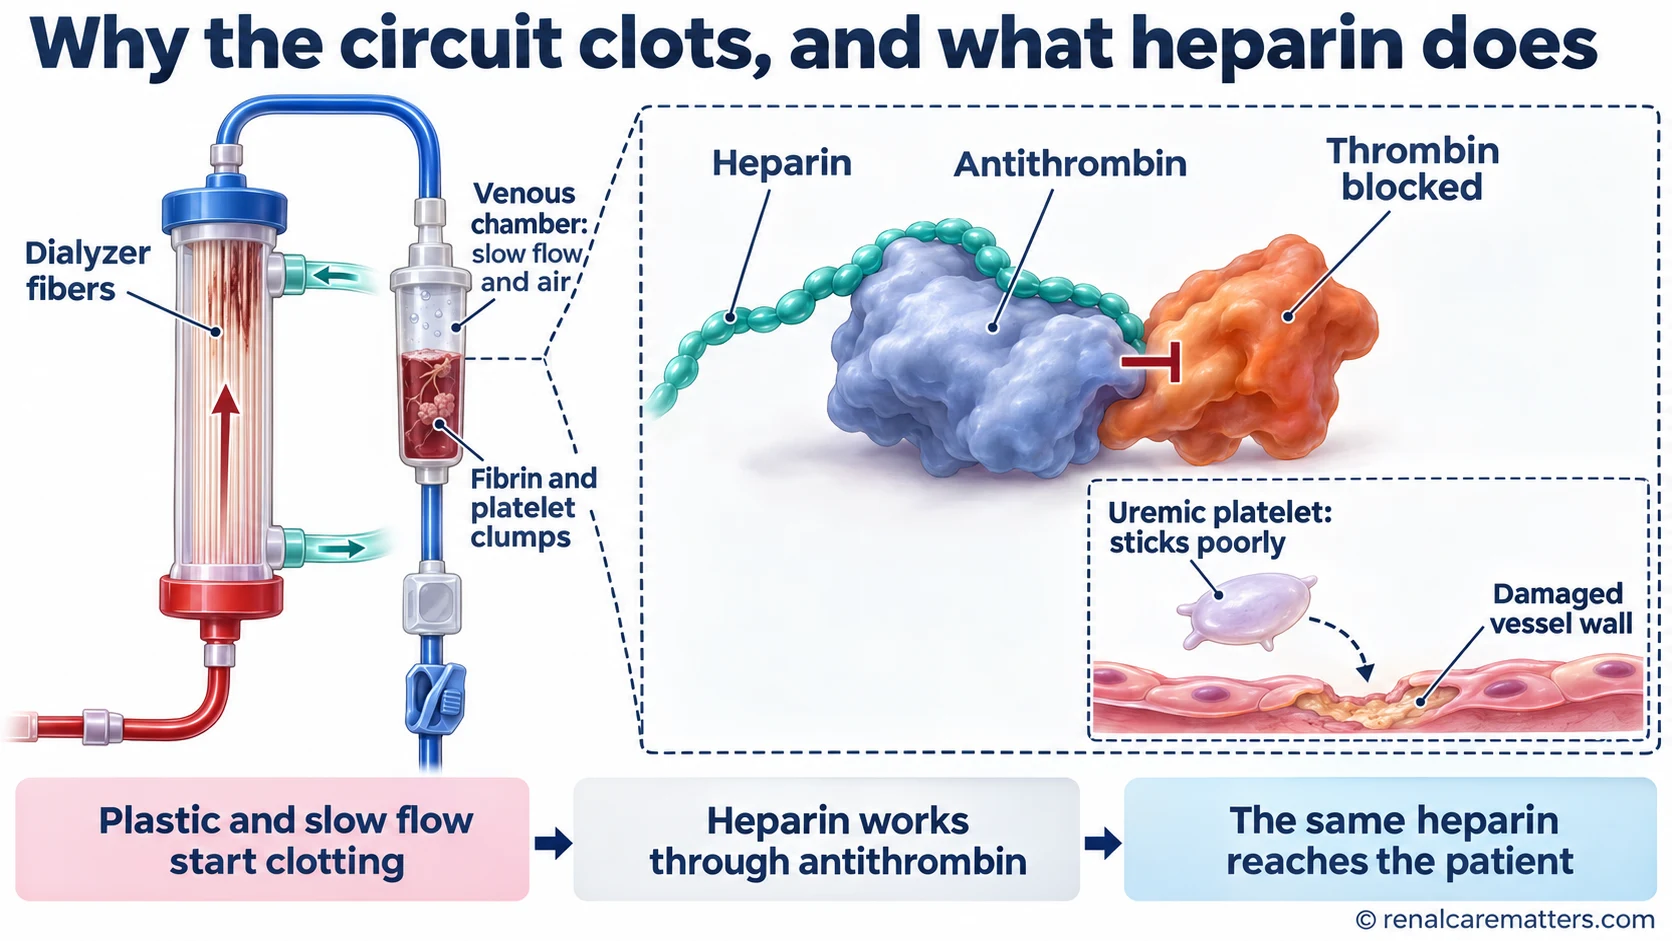 Why the circuit clots, and what heparin does
Dialyzer
fibers
Venous
chamber:
slow flow
and air
Fibrin and
platelet
clumps
Heparin
Antithrombin
Thrombin
blocked
Uremic platelet:
sticks poorly
Damaged
vessel wall
Plastic and slow flow
start clotting
Heparin works
through antithrombin
The same heparin
reaches the patient
© renalcarematters.com